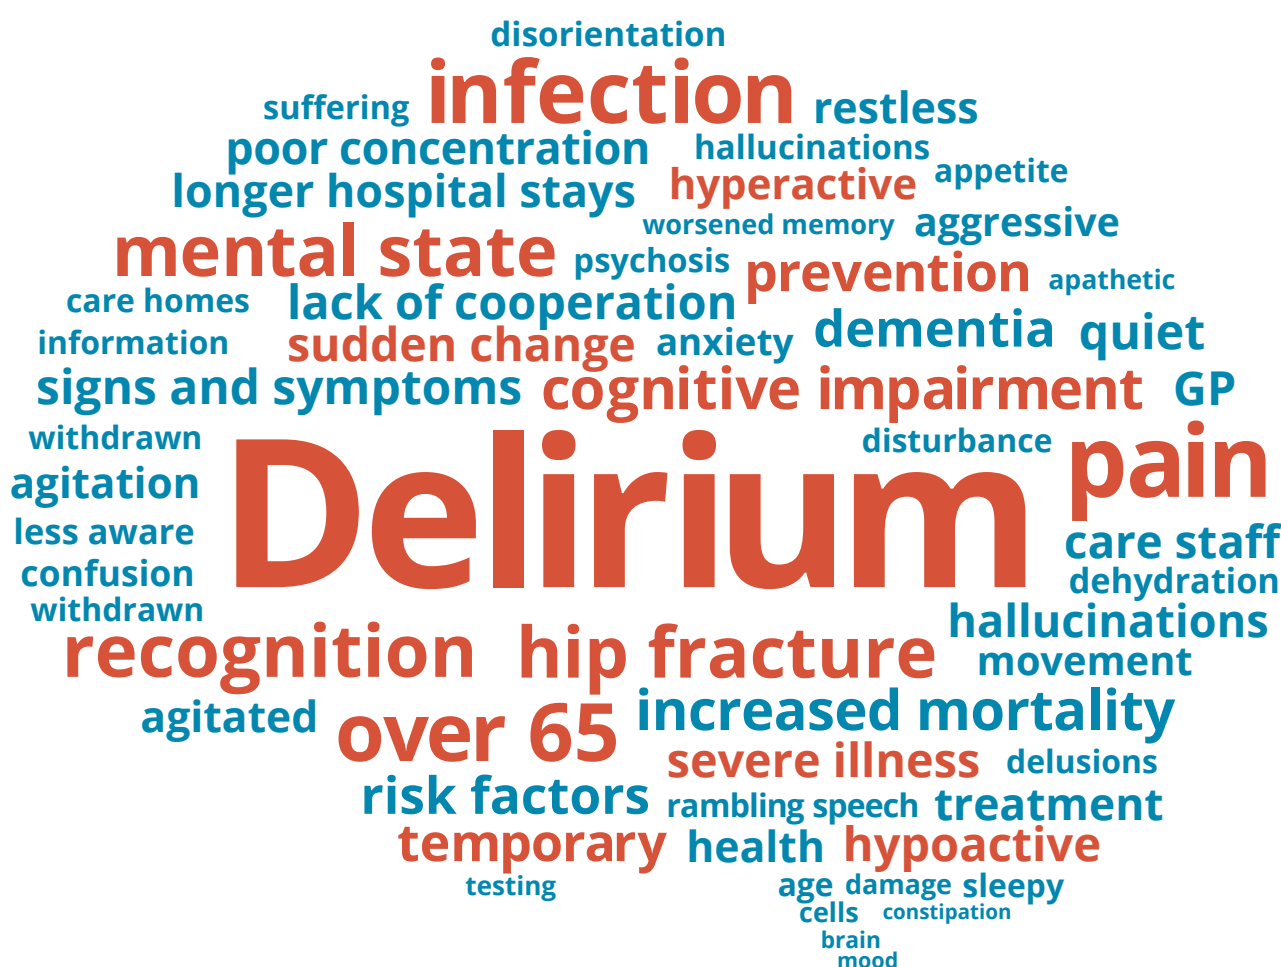 disorientation
infection
suffering
restless
poor concentration
hallucinations
appetite
longer hospital stays
hyperactive
worsened memory
aggressive
mental state
psychosis
prevention
apathetic
care homes
lack of cooperation
dementia
quiet
information
sudden change
anxiety
signs and symptoms
cognitive impairment
GP
withdrawn
disturbance
pain
agitation
Delirium
less aware
care staff
confusion
dehydration
withdrawn
hallucinations
recognition
hip fracture
movement
agitated
over 65
increased mortality
severe illness
delusions
risk factors
rambling speech
treatment
temporary
health
hypoactive
testing
age
damage
sleepy
cells
constipation
brain
mood